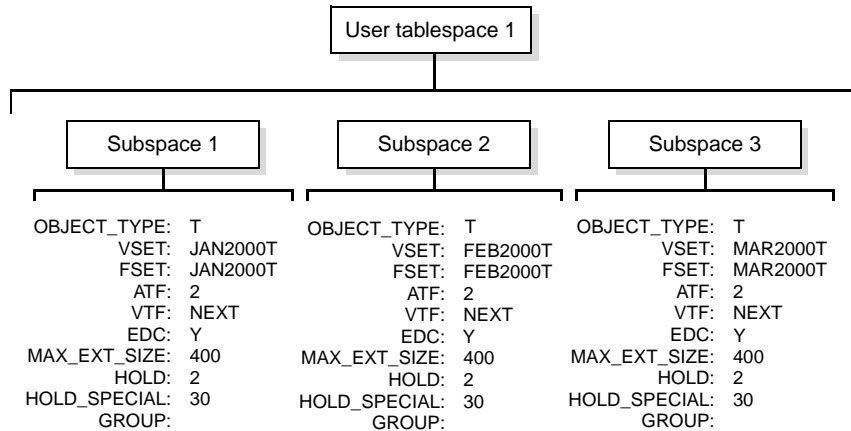 User tablespace 1
Subspace 1
OBJECT_TYPE: T
VSET: JAN2000T
FSET: JAN2000T
ATF: 2
VTF: NEXT
EDC: Y
MAX_EXT_SIZE: 400
HOLD: 2
HOLD_SPECIAL: 30
GROUP:
Subspace 2
OBJECT_TYPE: T
VSET: FEB2000T
FSET: FEB2000T
ATF: 2
VTF: NEXT
EDC: Y
MAX_EXT_SIZE: 400
HOLD: 2
HOLD_SPECIAL: 30
GROUP:
Subspace 3
OBJECT_TYPE: T
VSET: MAR2000T
FSET: MAR2000T
ATF: 2
VTF: NEXT
EDC: Y
MAX_EXT_SIZE: 400
HOLD: 2
HOLD_SPECIAL: 30
GROUP: